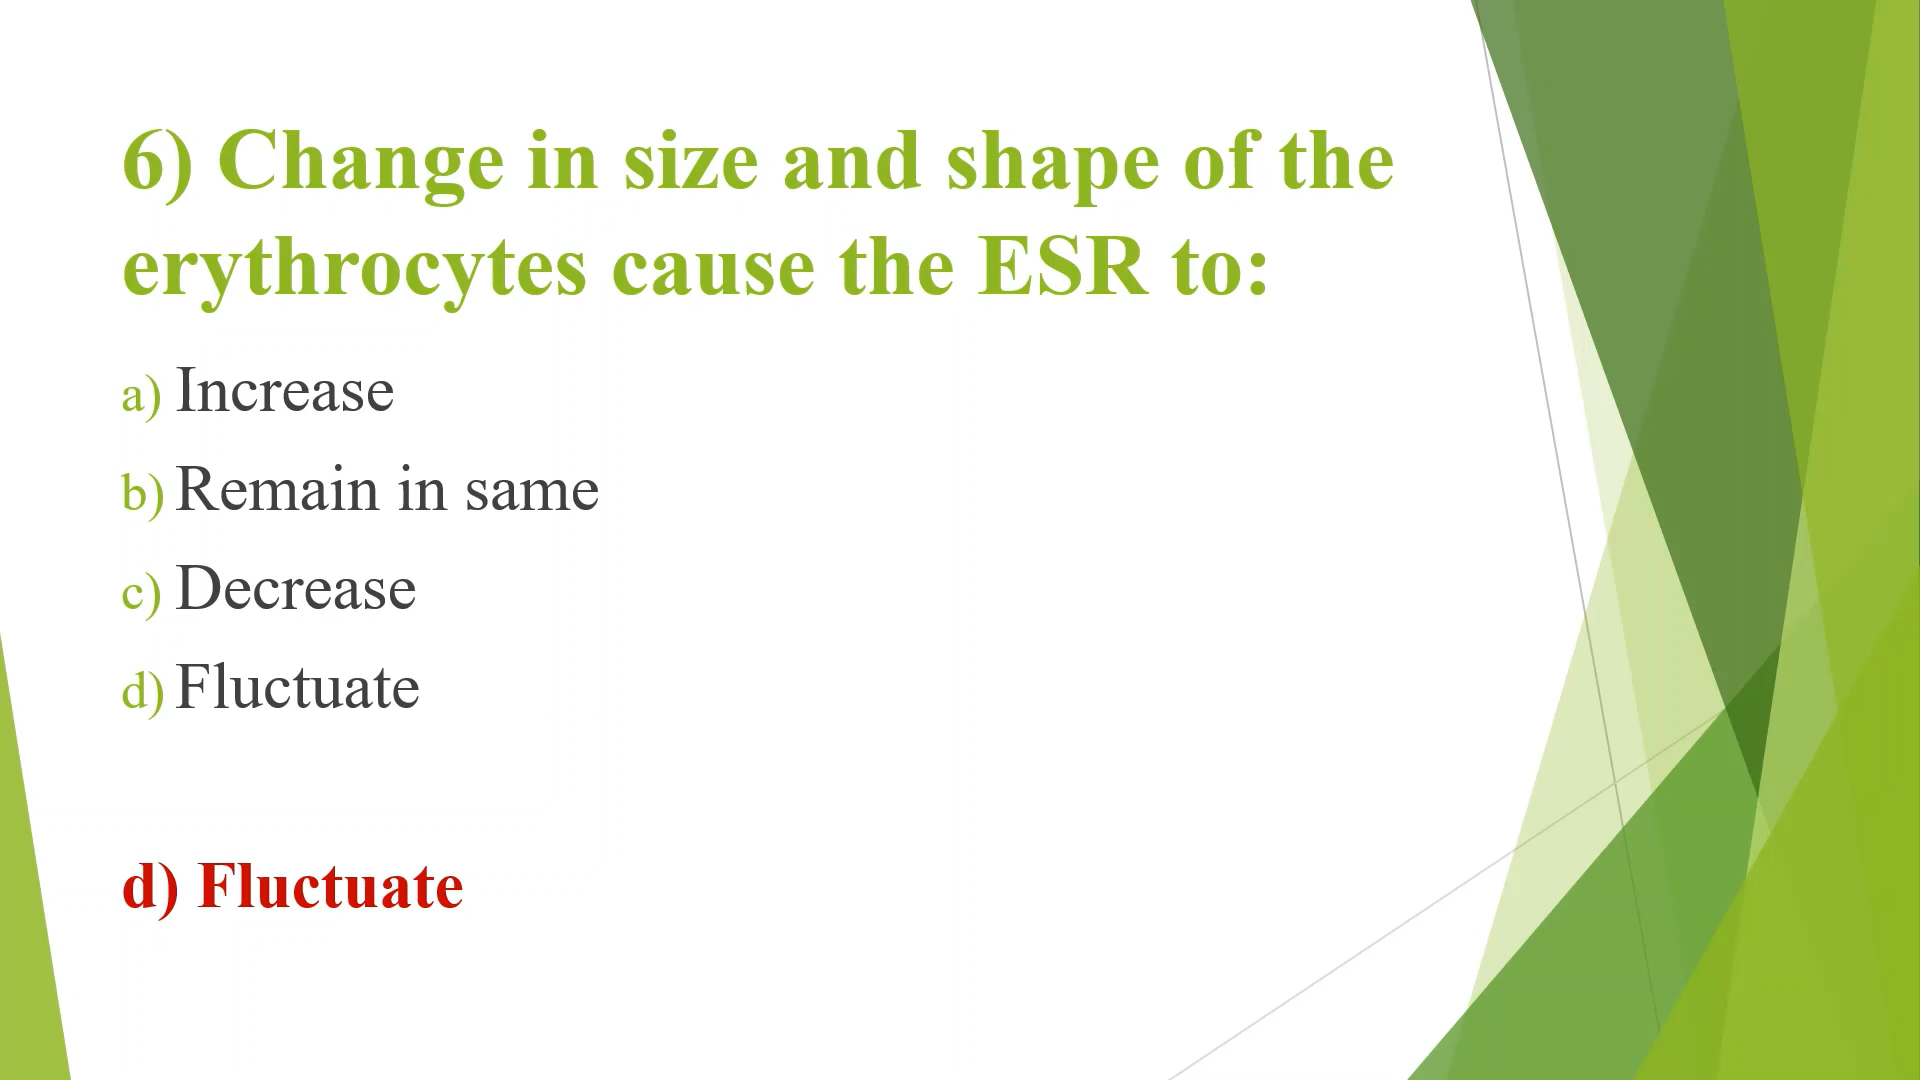 6) Change in size and shape of the
erythrocytes cause the ESR to:
a) Increase
b) Remain in same
c) Decrease
d) Fluctuate
d) Fluctuate